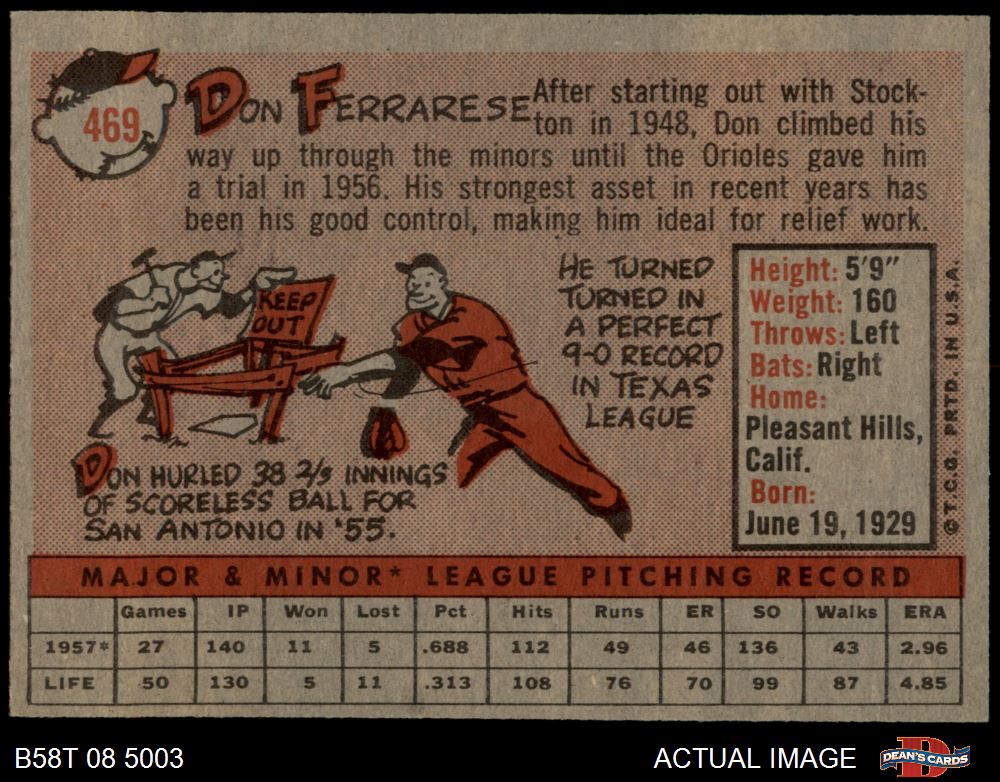 469
DON FERRARESE
After starting out with Stock-
ton in 1948, Don climbed his
way up through the minors until the Orioles gave him
a trial in 1956. His strongest asset in recent years has
been his good control, making him ideal for relief work.
KEEP
OUT
HE TURNED
TURNED IN
A PERFECT
9-0 RECORD
IN TEXAS
LEAGUE
DON HURLED 38 2/3 INNINGS
OF SCORELESS BALL FOR
SAN ANTONIO IN '55.
Height: 5'9"
Weight: 160
Throws: Left
Bats: Right
Home:
Pleasant Hills,
Calif.
Born:
June 19, 1929
©T.C.G. PRTD. IN U.S.A.
MAJOR & MINOR* LEAGUE PITCHING RECORD
Games IP Won Lost Pct Hits Runs ER SO Walks ERA
1957* 27 140 11 5 .688 112 49 46 136 43 2.96
LIFE 50 130 5 11 .313 108 76 70 99 87 4.85
B58T 08 5003
ACTUAL IMAGE
D
DEAN'S CARDS